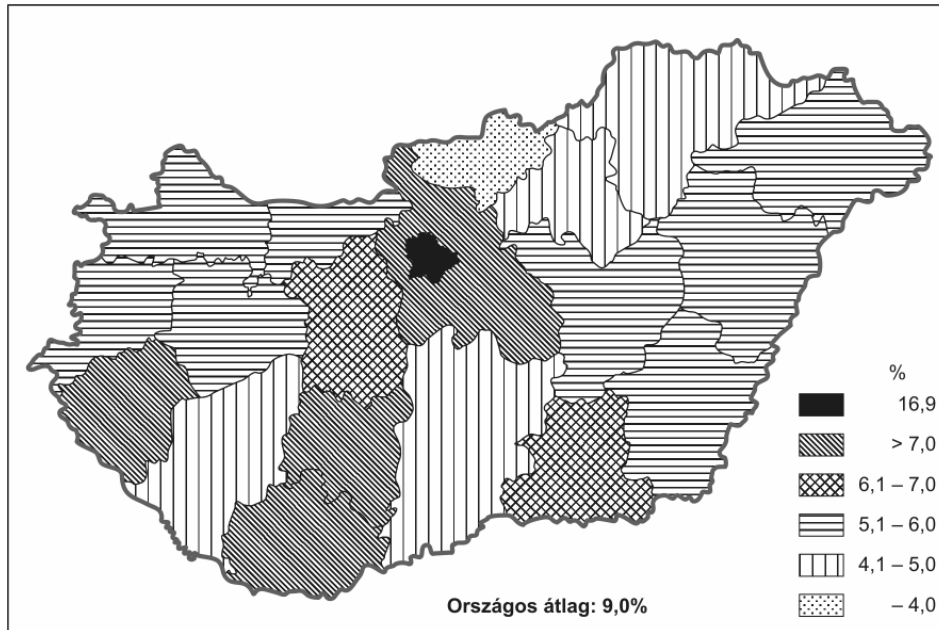 %
16,9
> 7,0
6,1 – 7,0
5,1 – 6,0
4,1 – 5,0
– 4,0
Országos átlag: 9,0%